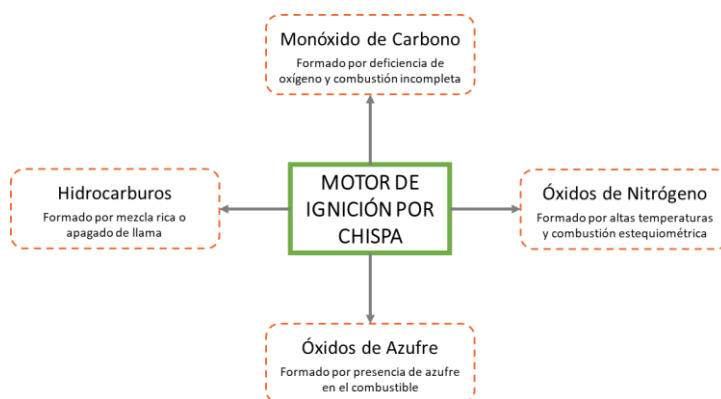 Monóxido de Carbono
Formado por deficiencia de
oxígeno y combustión incompleta
Hidrocarburos
Formado por mezcla rica o
apagado de llama
MOTOR DE
IGNICIÓN POR
CHISPA
Óxidos de Nitrógeno
Formado por altas temperaturas
y combustión estequiométrica
Óxidos de Azufre
Formado por presencia de azufre
en el combustible